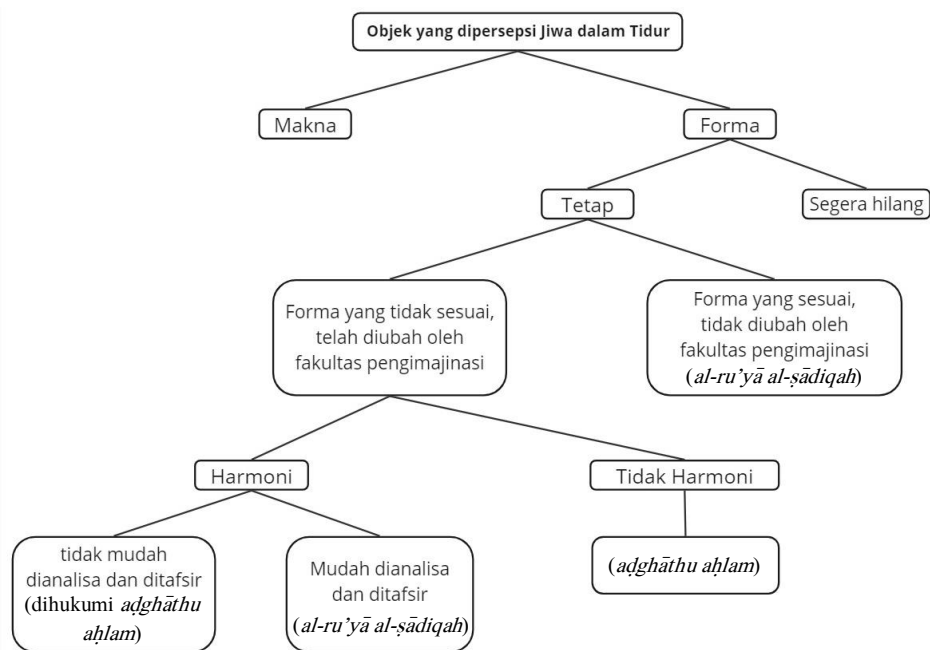 Objek yang dipersepsi Jiwa dalam Tidur
Makna
Forma
Tetap
Segera hilang
Forma yang tidak sesuai,
telah diubah oleh
fakultas pengimajinasi
Forma yang sesuai,
tidak diubah oleh
fakultas pengimajinasi
(al-ru’yā al-ṣādiqah)
Harmoni
Tidak Harmoni
tidak mudah
dianalisa dan ditafsir
(dihukumi aḍghāthu
aḥlam)
Mudah dianalisa
dan ditafsir
(al-ru’yā al-ṣādiqah)
(aḍghāthu aḥlam)